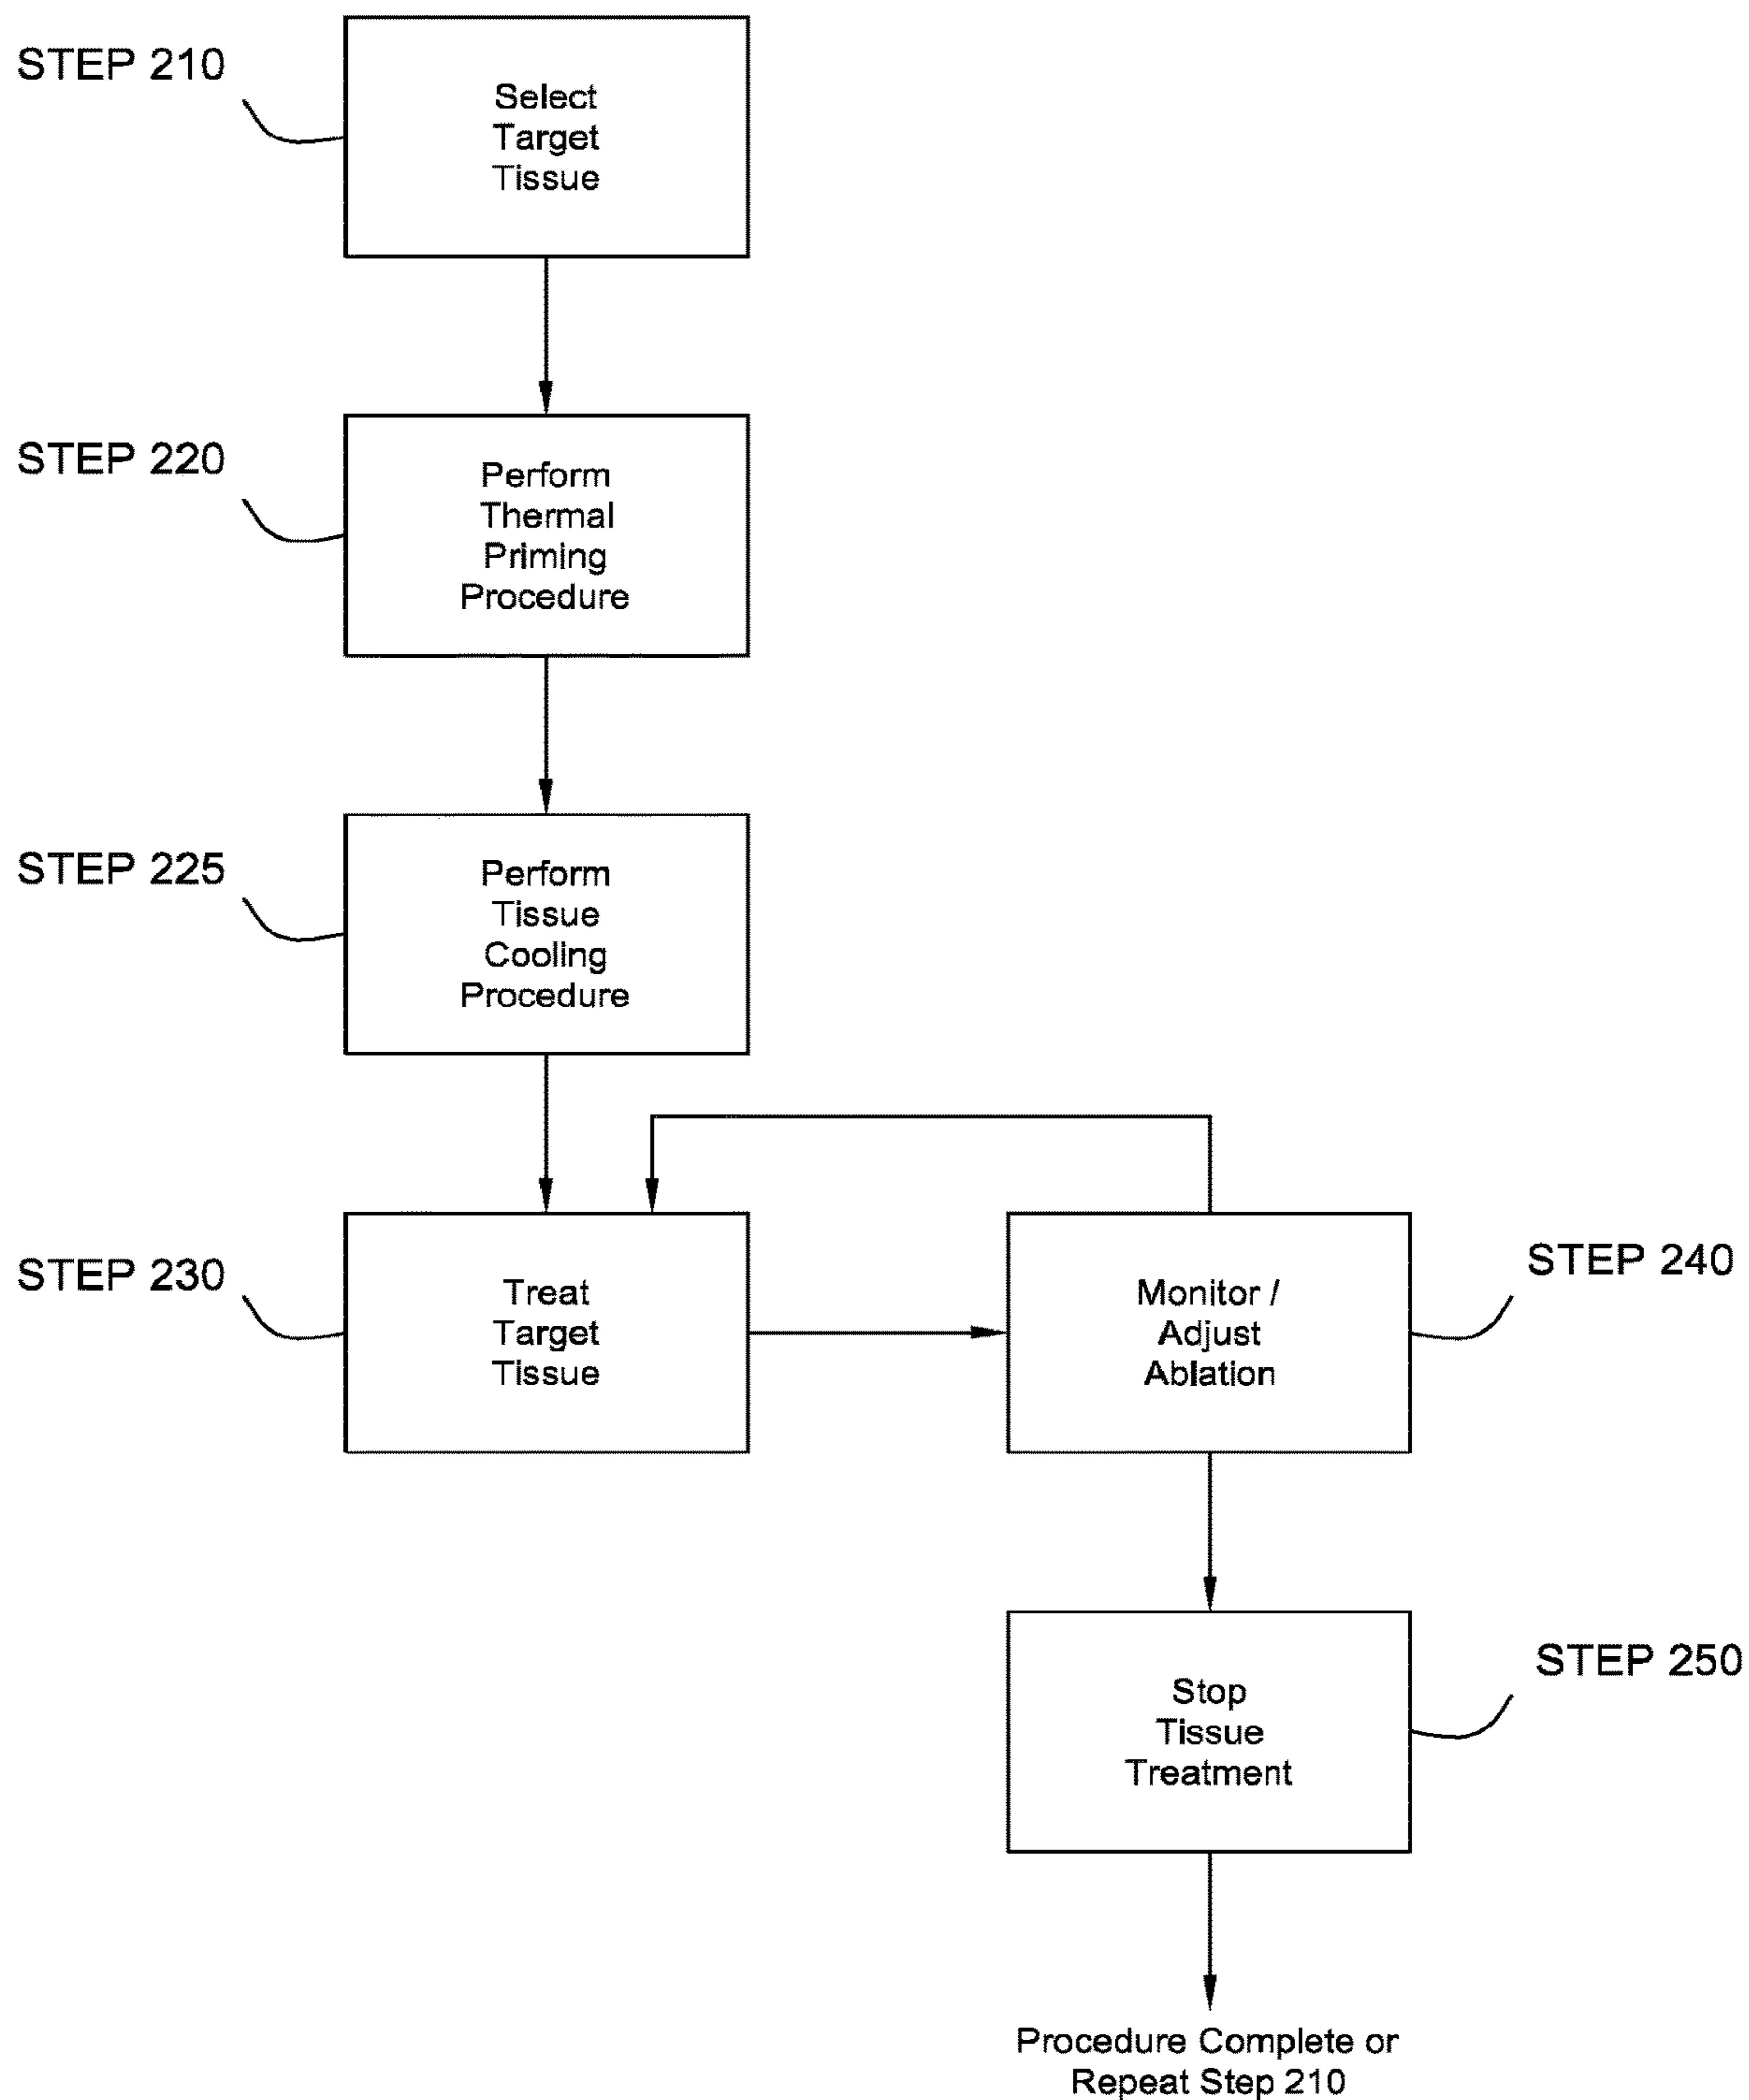 STEP 210
Select
Target
Tissue
STEP 220
Perform
Thermal
Priming
Procedure
STEP 225
Perform
Tissue
Cooling
Procedure
STEP 230
Treat
Target
Tissue
STEP 240
Monitor /
Adjust
Ablation
STEP 250
Stop
Tissue
Treatment
Procedure Complete or
Repeat Step 210